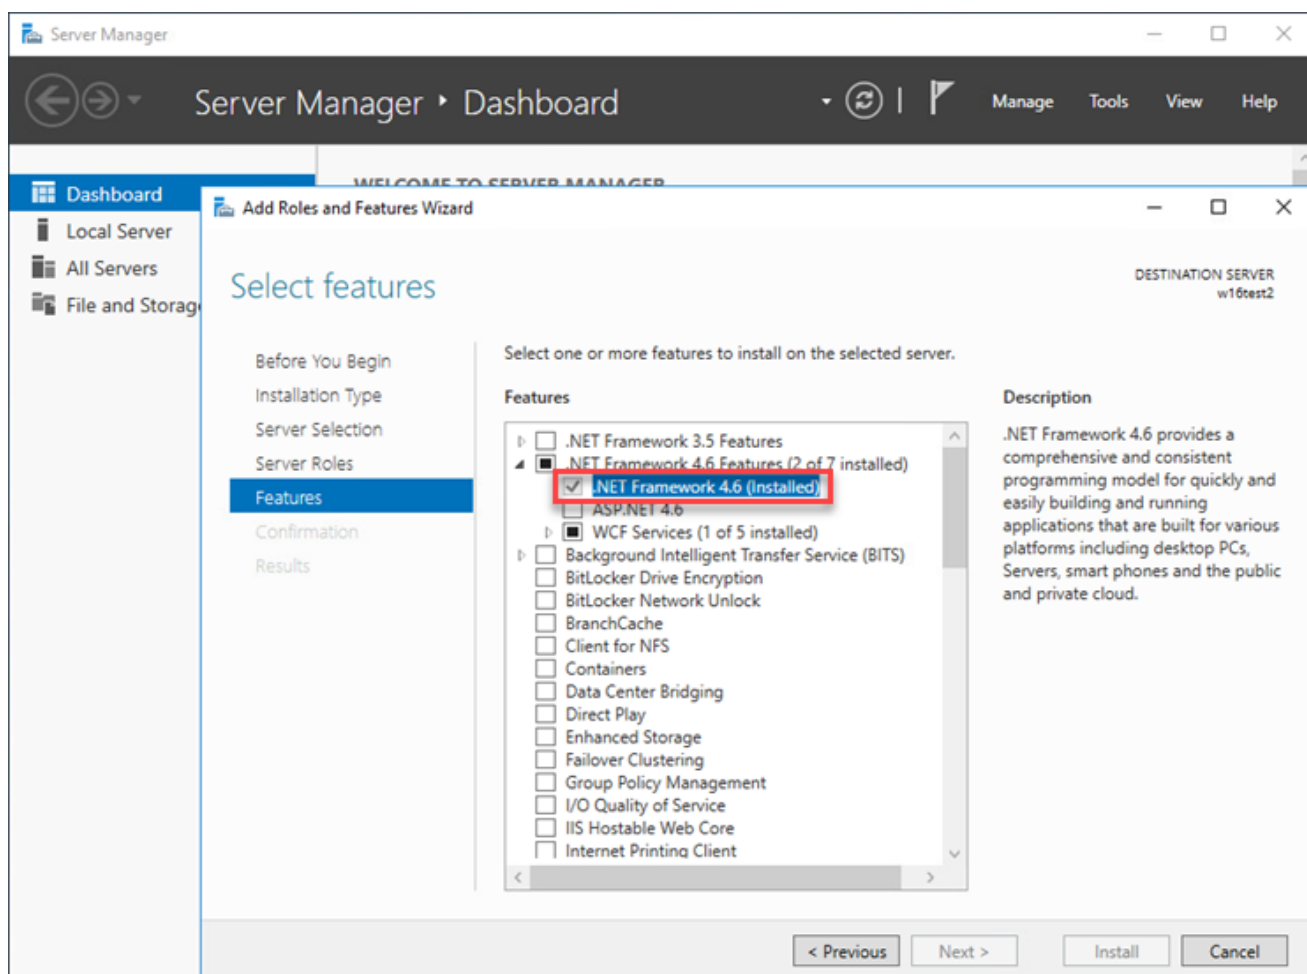 Server Manager
Server Manager ‣ Dashboard
Manage Tools View Help
WELCOME TO SERVER MANAGER
Dashboard
Local Server
All Servers
File and Storag
Add Roles and Features Wizard
Select features
DESTINATION SERVER
w16test2
Before You Begin
Installation Type
Server Selection
Server Roles
Features
Confirmation
Results
Select one or more features to install on the selected server.
Features
.NET Framework 3.5 Features
.NET Framework 4.6 Features (2 of 7 installed)
.NET Framework 4.6 (Installed)
ASP.NET 4.6
WCF Services (1 of 5 installed)
Background Intelligent Transfer Service (BITS)
BitLocker Drive Encryption
BitLocker Network Unlock
BranchCache
Client for NFS
Containers
Data Center Bridging
Direct Play
Enhanced Storage
Failover Clustering
Group Policy Management
I/O Quality of Service
IIS Hostable Web Core
Internet Printing Client
Description
.NET Framework 4.6 provides a
comprehensive and consistent
programming model for quickly and
easily building and running
applications that are built for various
platforms including desktop PCs,
Servers, smart phones and the public
and private cloud.
< Previous
Next >
Install
Cancel